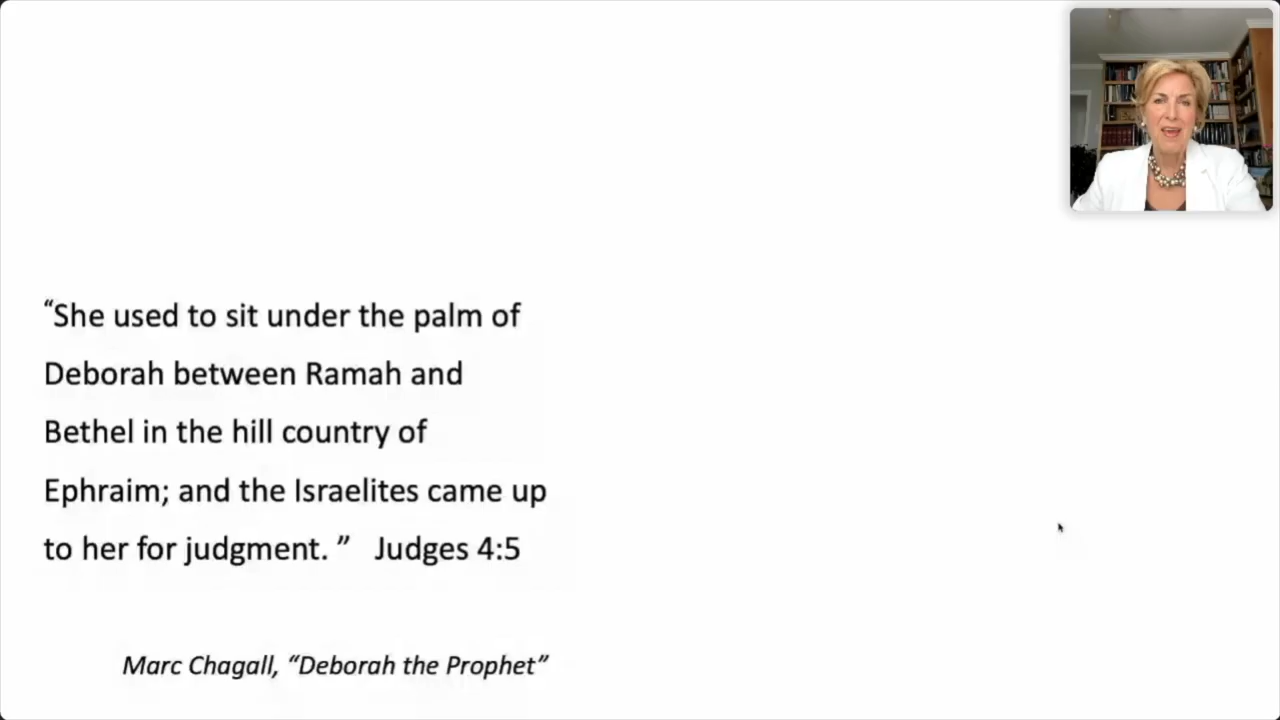 “She used to sit under the palm of
Deborah between Ramah and
Bethel in the hill country of
Ephraim; and the Israelites came up
to her for judgment. ” Judges 4:5
Marc Chagall, “Deborah the Prophet”